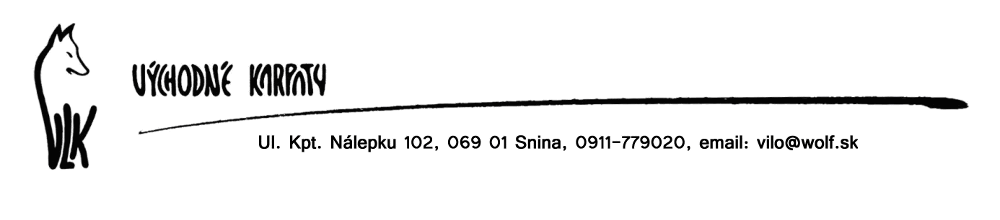 VLK
VÝCHODNÉ KARPATY
Ul. Kpt. Nálepku 102, 069 01 Snina, 0911-779020, email: vilo@wolf.sk